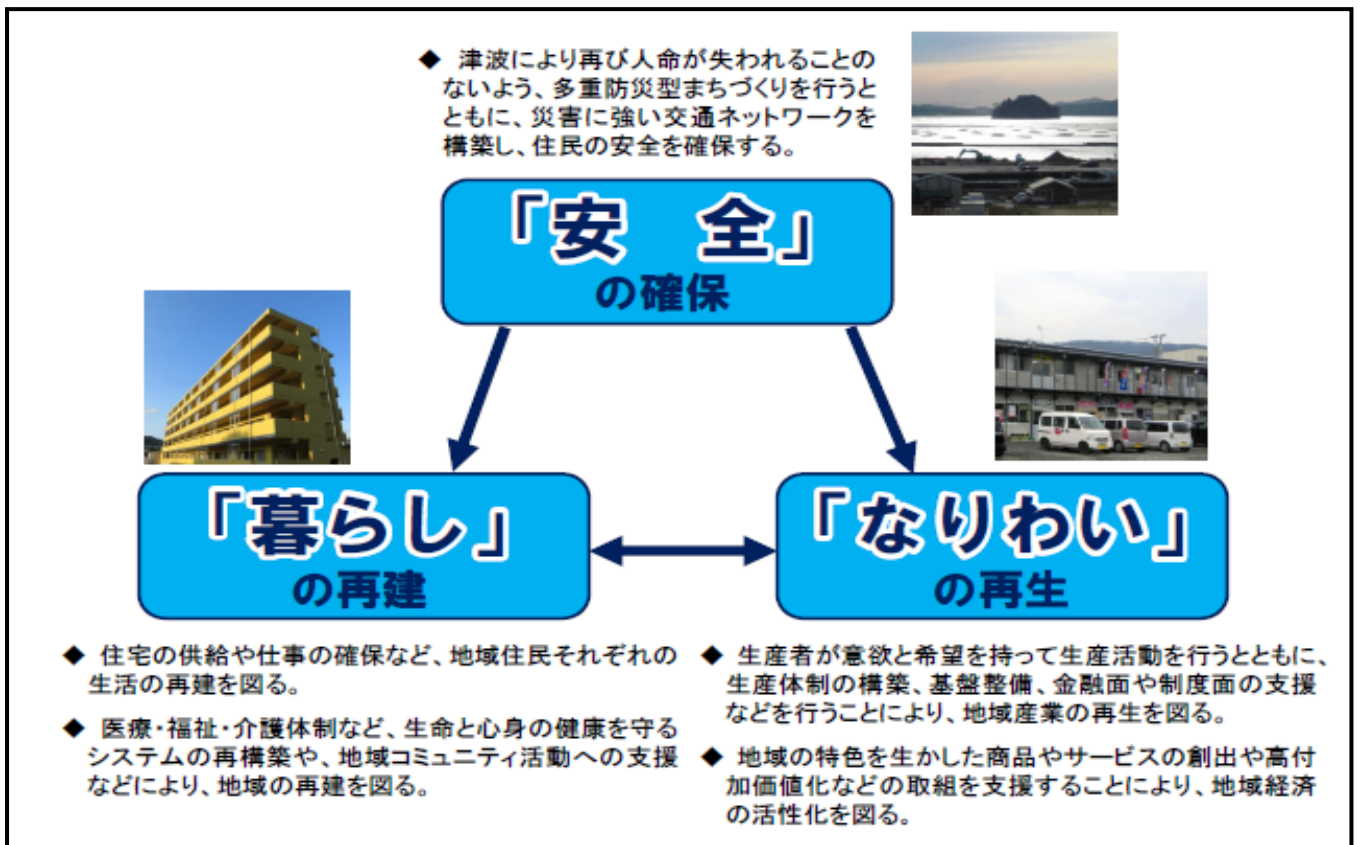 ◆ 津波により再び人命が失われることの
ないよう、多重防災型まちづくりを行うと
ともに、災害に強い交通ネットワークを
構築し、住民の安全を確保する。
「安　全」
の確保
「暮らし」
の再建
「なりわい」
の再生
◆ 住宅の供給や仕事の確保など、地域住民それぞれの
生活の再建を図る。
◆ 医療・福祉・介護体制など、生命と心身の健康を守る
システムの再構築や、地域コミュニティ活動への支援
などにより、地域の再建を図る。
◆ 生産者が意欲と希望を持って生産活動を行うとともに、
生産体制の構築、基盤整備、金融面や制度面の支援
などを行うことにより、地域産業の再生を図る。
◆ 地域の特色を生かした商品やサービスの創出や高付
加価値化などの取組を支援することにより、地域経済
の活性化を図る。